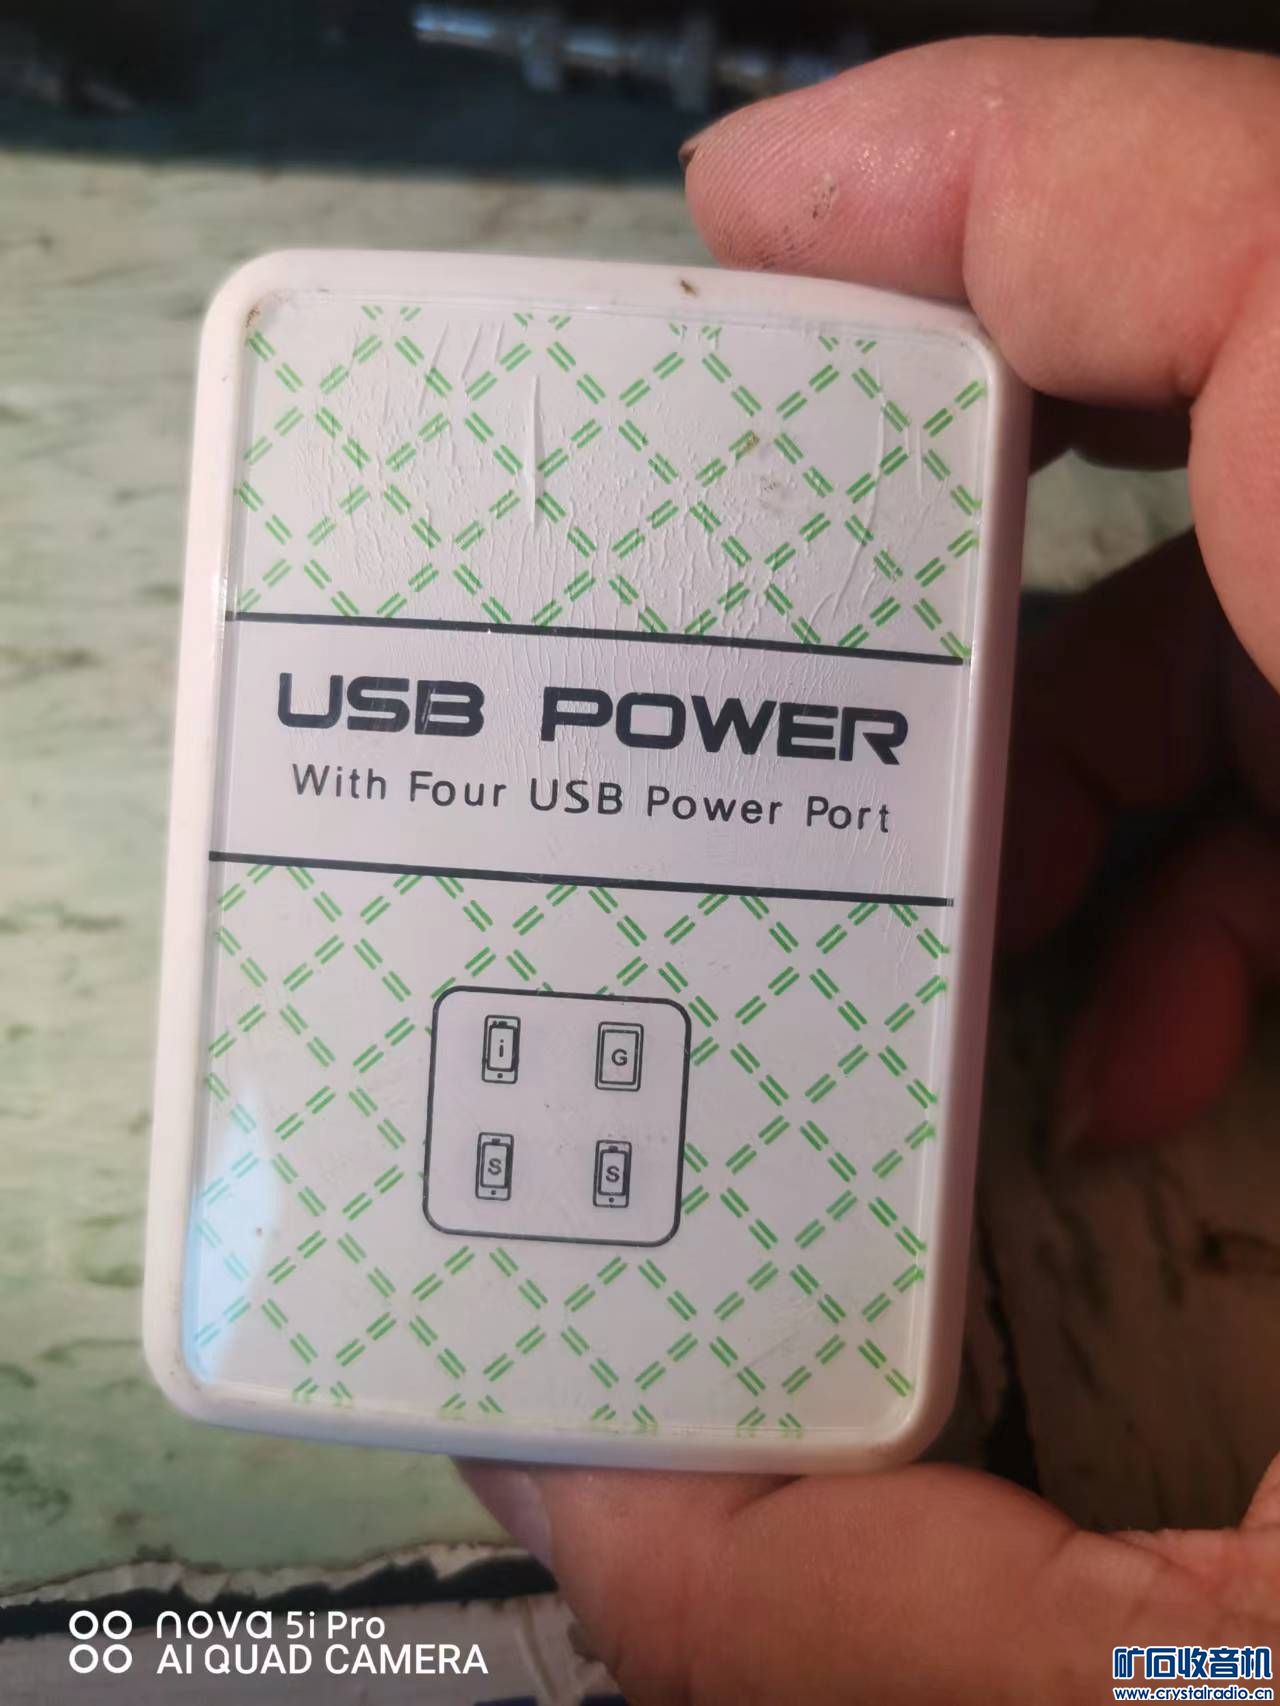 USB POWER
With Four USB Power Port
i
G
S
S
nova 5i Pro
AI QUAD CAMERA
矿石收音机
www.crystalradio.cn